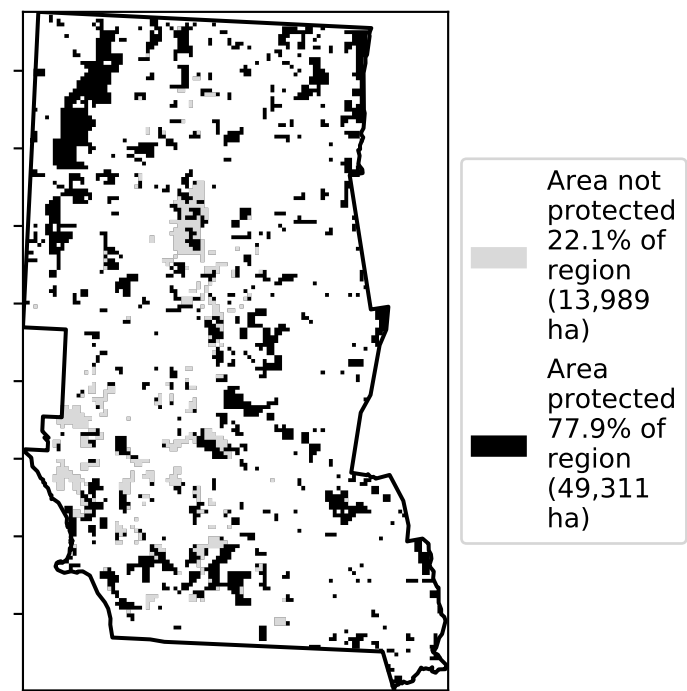 Area not
protected
22.1% of
region
(13,989
ha)
Area
protected
77.9% of
region
(49,311
ha)